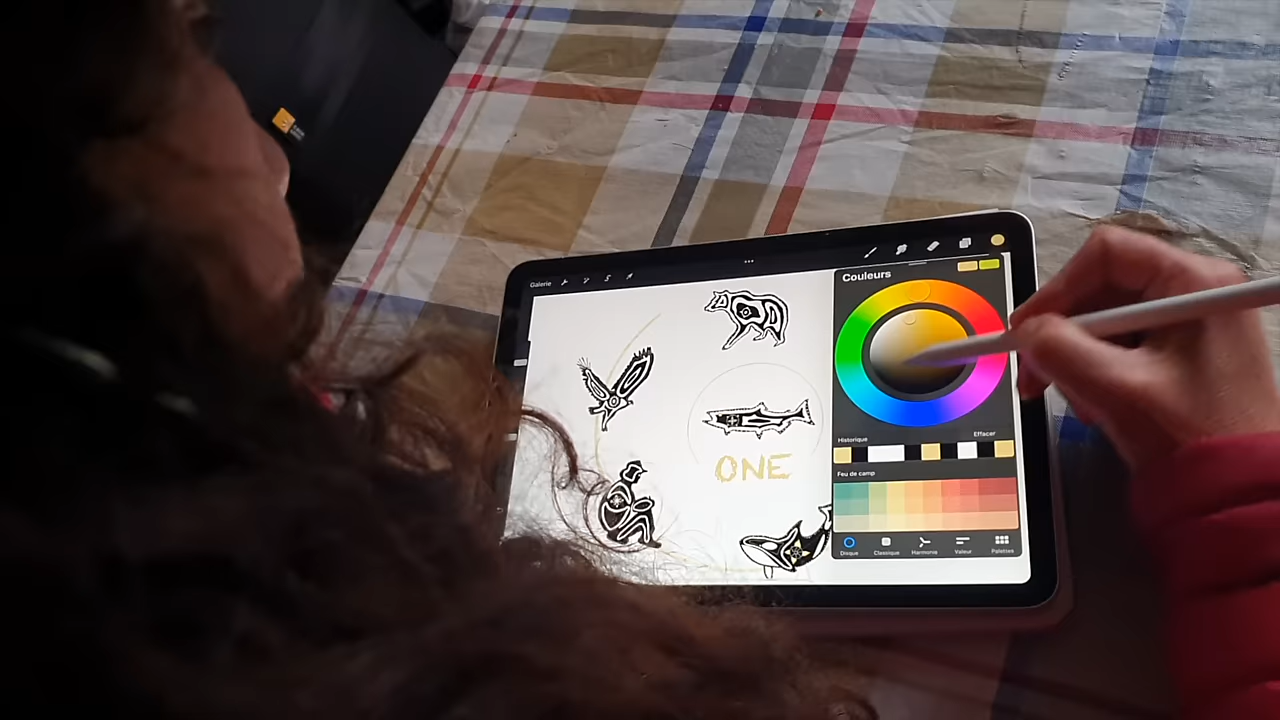 Galerie
Couleurs
Historique
Effacer
ONE
Feu de camp
Disque
Classique
Harmonie
Valeur
Palettes